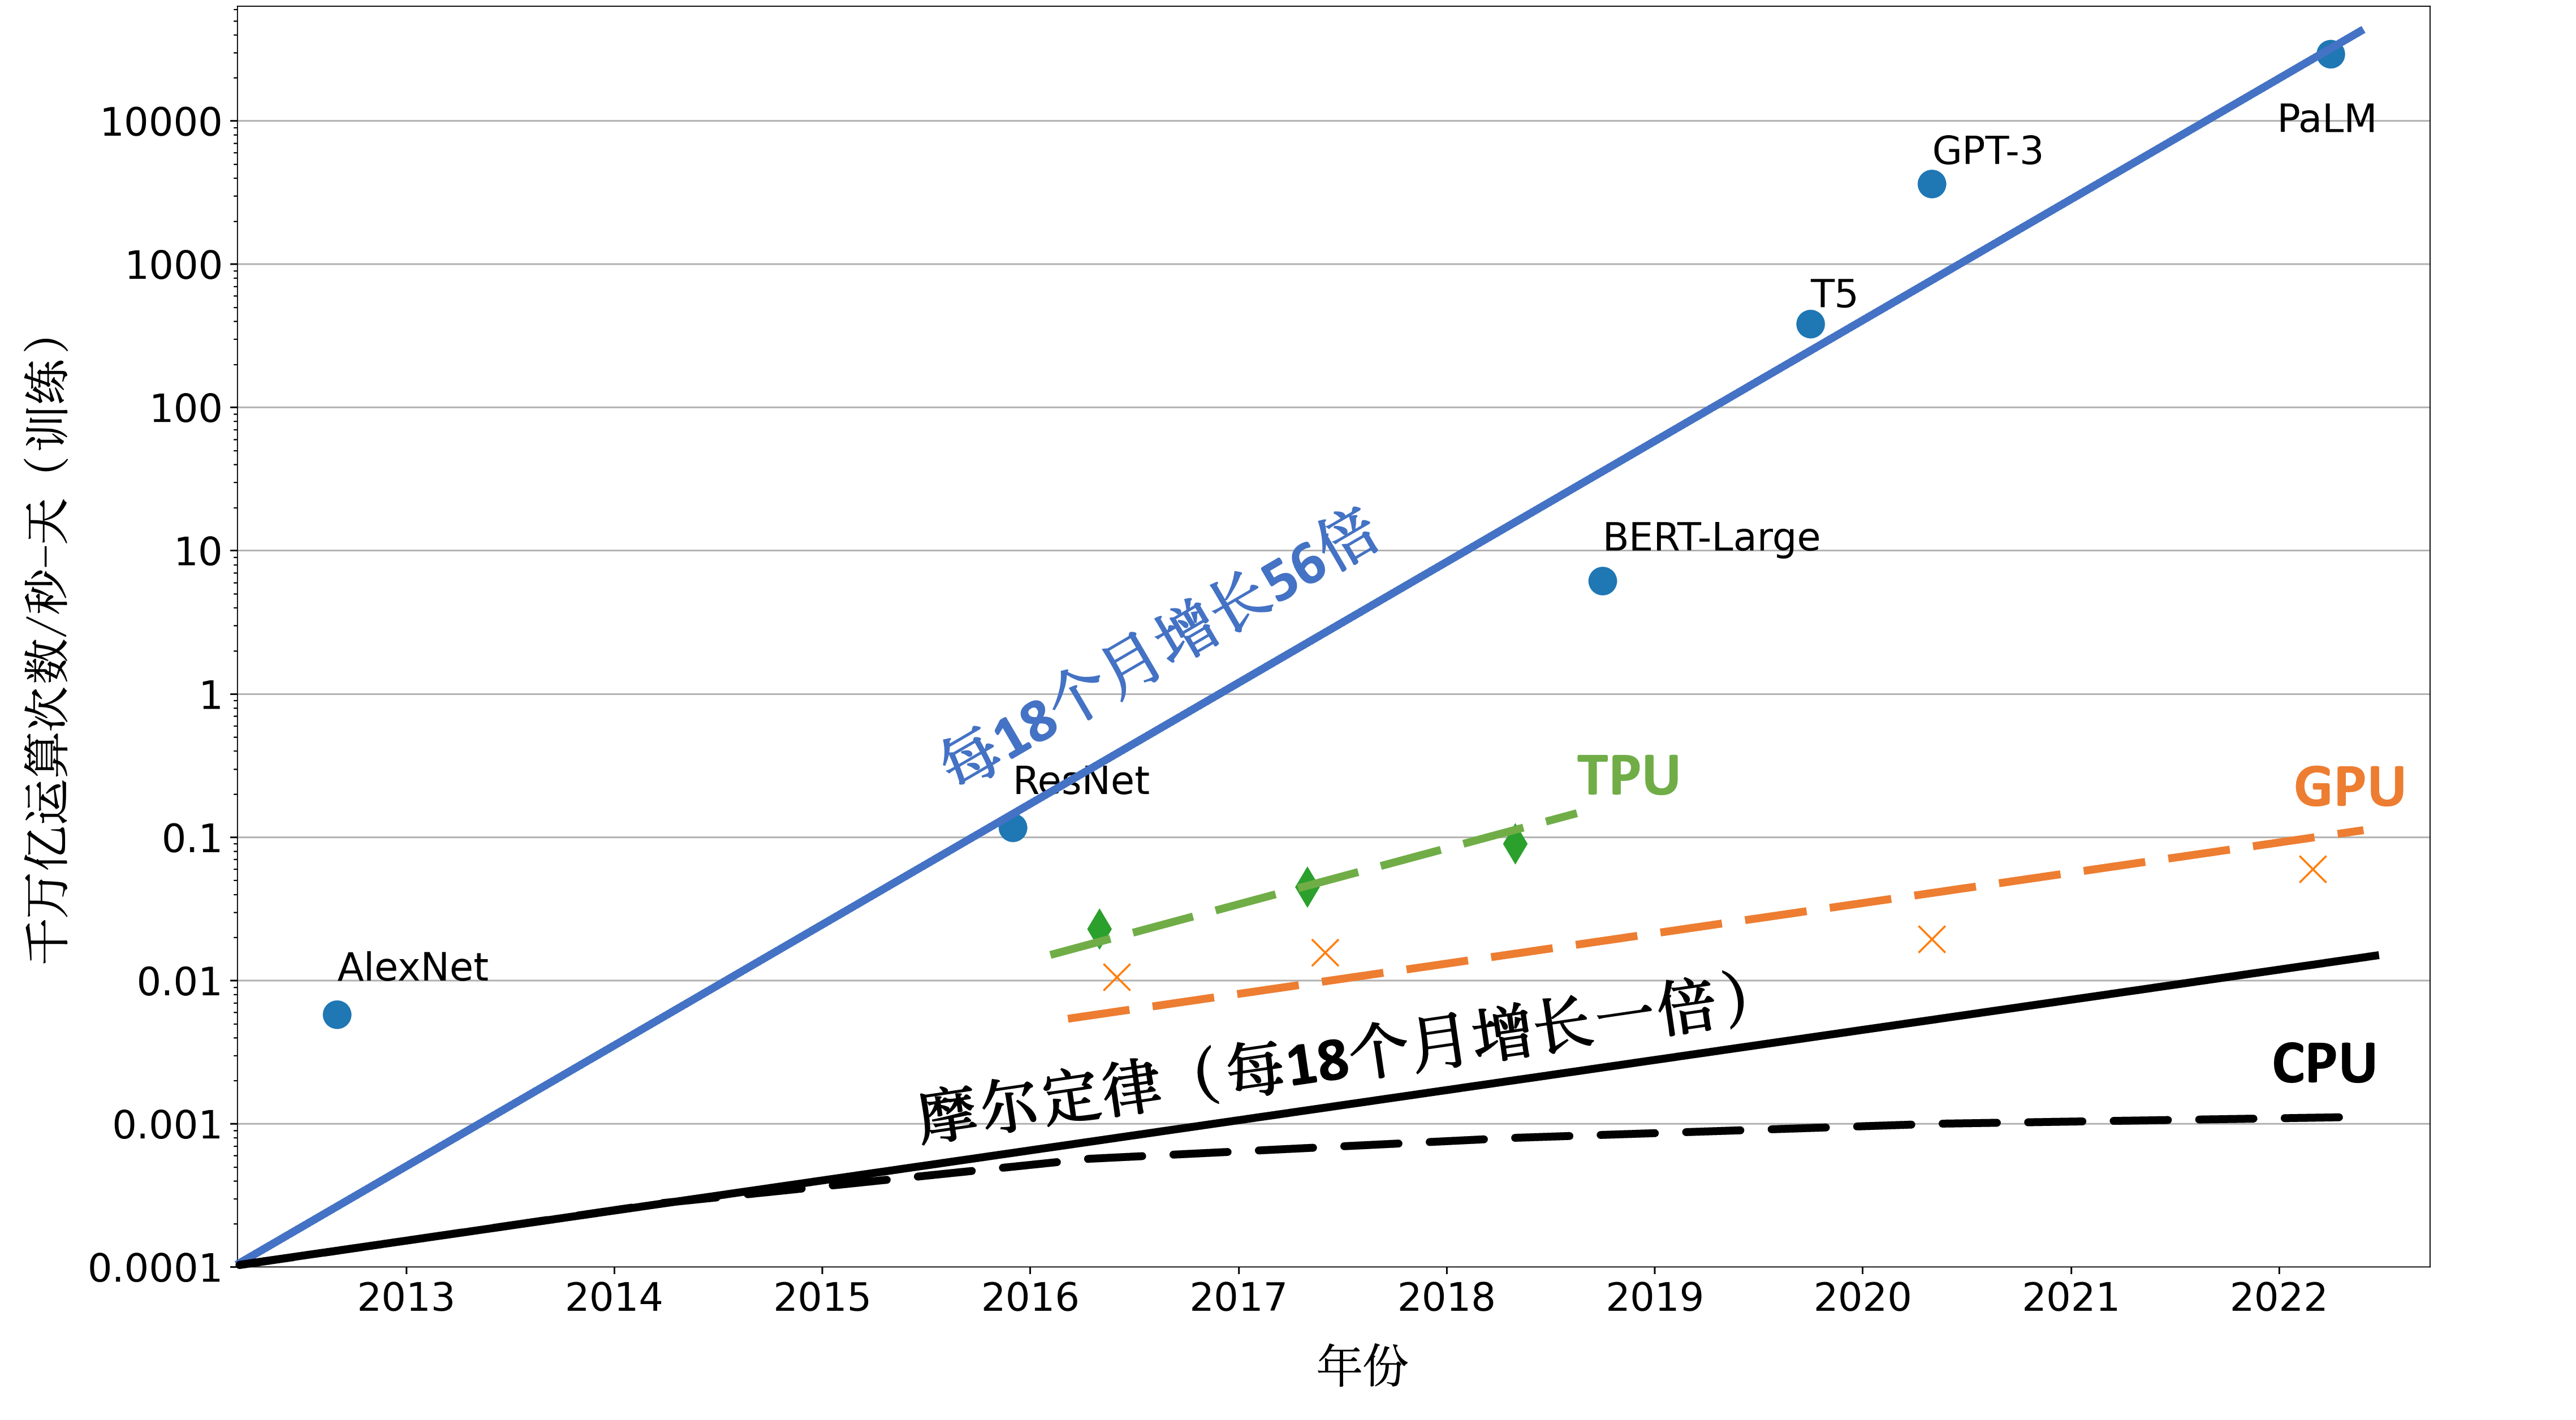 10000
1000
100
10
1
0.1
0.01
0.001
0.0001
千万亿运算次数/秒-天（训练）
PaLM
GPT-3
T5
BERT-Large
每18个月增长56倍
ResNet
TPU
GPU
AlexNet
摩尔定律（每18个月增长一倍）
CPU
2013 2014 2015 2016 2017 2018 2019 2020 2021 2022
年份